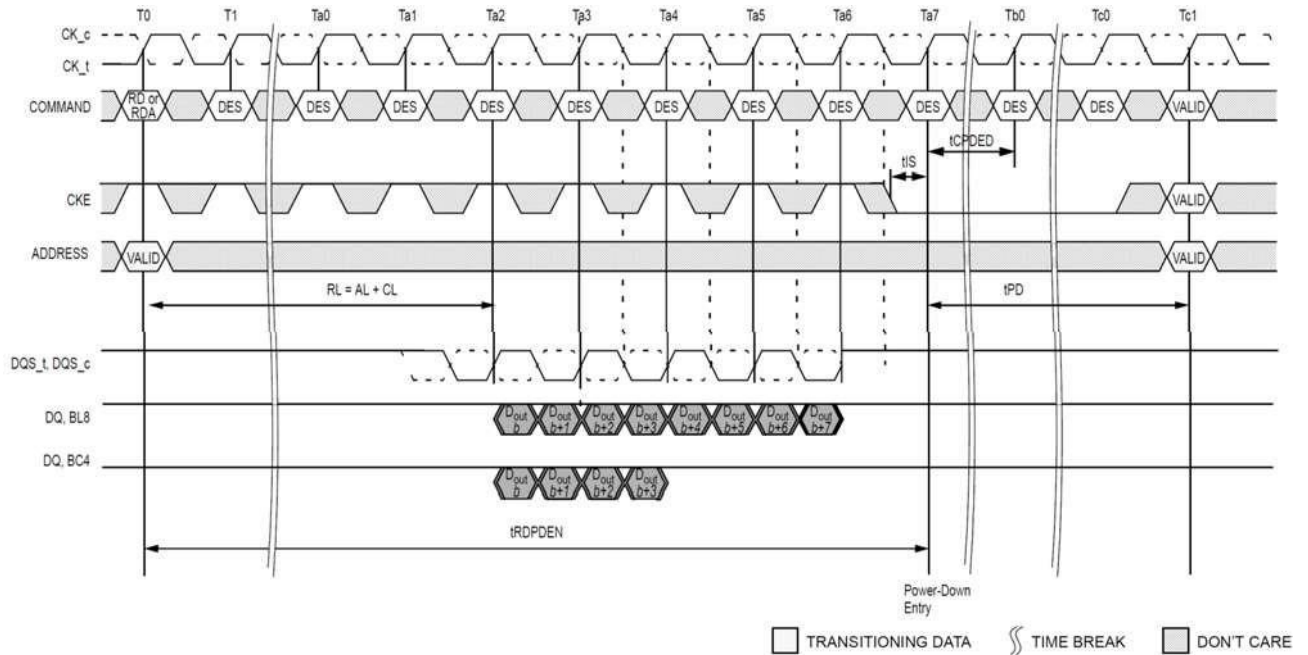 T0 T1 Ta0 Ta1 Ta2 Ta3 Ta4 Ta5 Ta6 Ta7 Tb0 Tc0 Tc1
CK_c
CK_t
COMMAND RD or RDA DES DES DES DES DES DES DES DES DES DES DES VALID
tCPDED
tIS
CKE VALID
ADDRESS VALID VALID
RL = AL + CL tPD
DQS_t, DQS_c
DQ, BL8 Dout b Dout b+1 Dout b+2 Dout b+3 Dout b+4 Dout b+5 Dout b+6 Dout b+7
DQ, BC4 Dout b Dout b+1 Dout b+2 Dout b+3
tRDPDEN
Power-Down
Entry
TRANSITIONING DATA TIME BREAK DON'T CARE